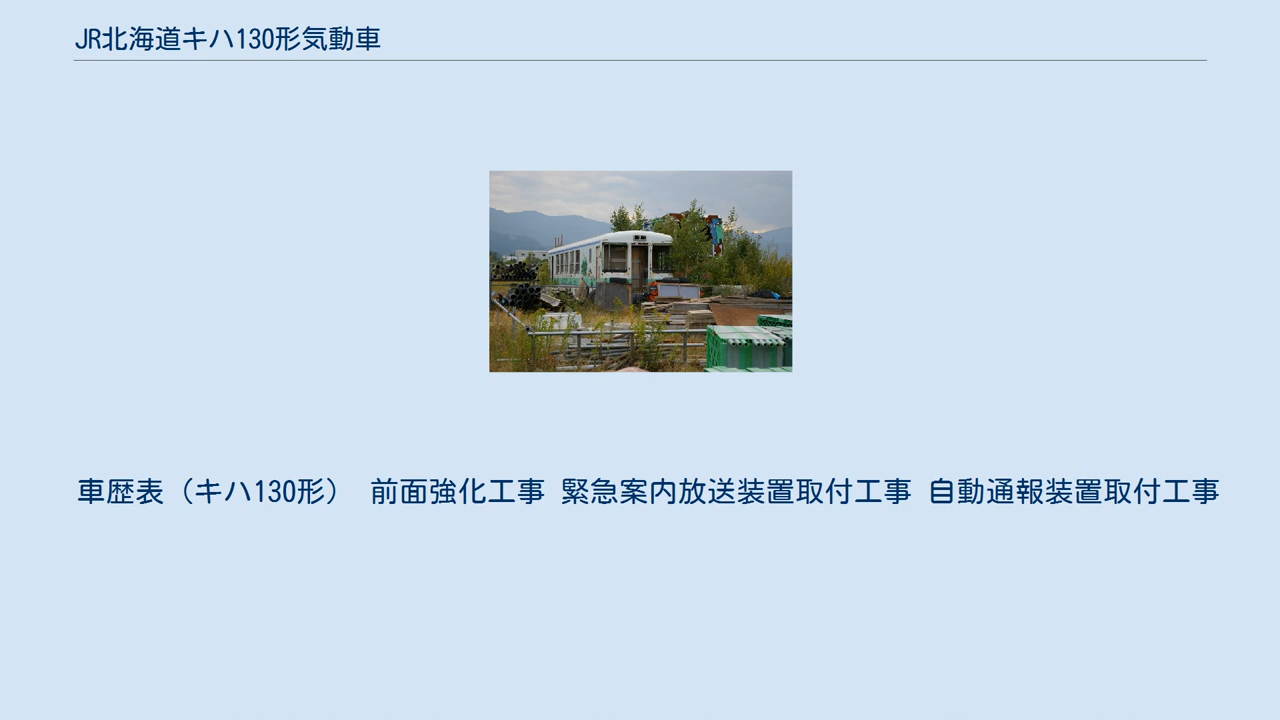 JR北海道キハ130形気動車
車歴表（キハ130形） 前面強化工事 緊急案内放送装置取付工事 自動通報装置取付工事